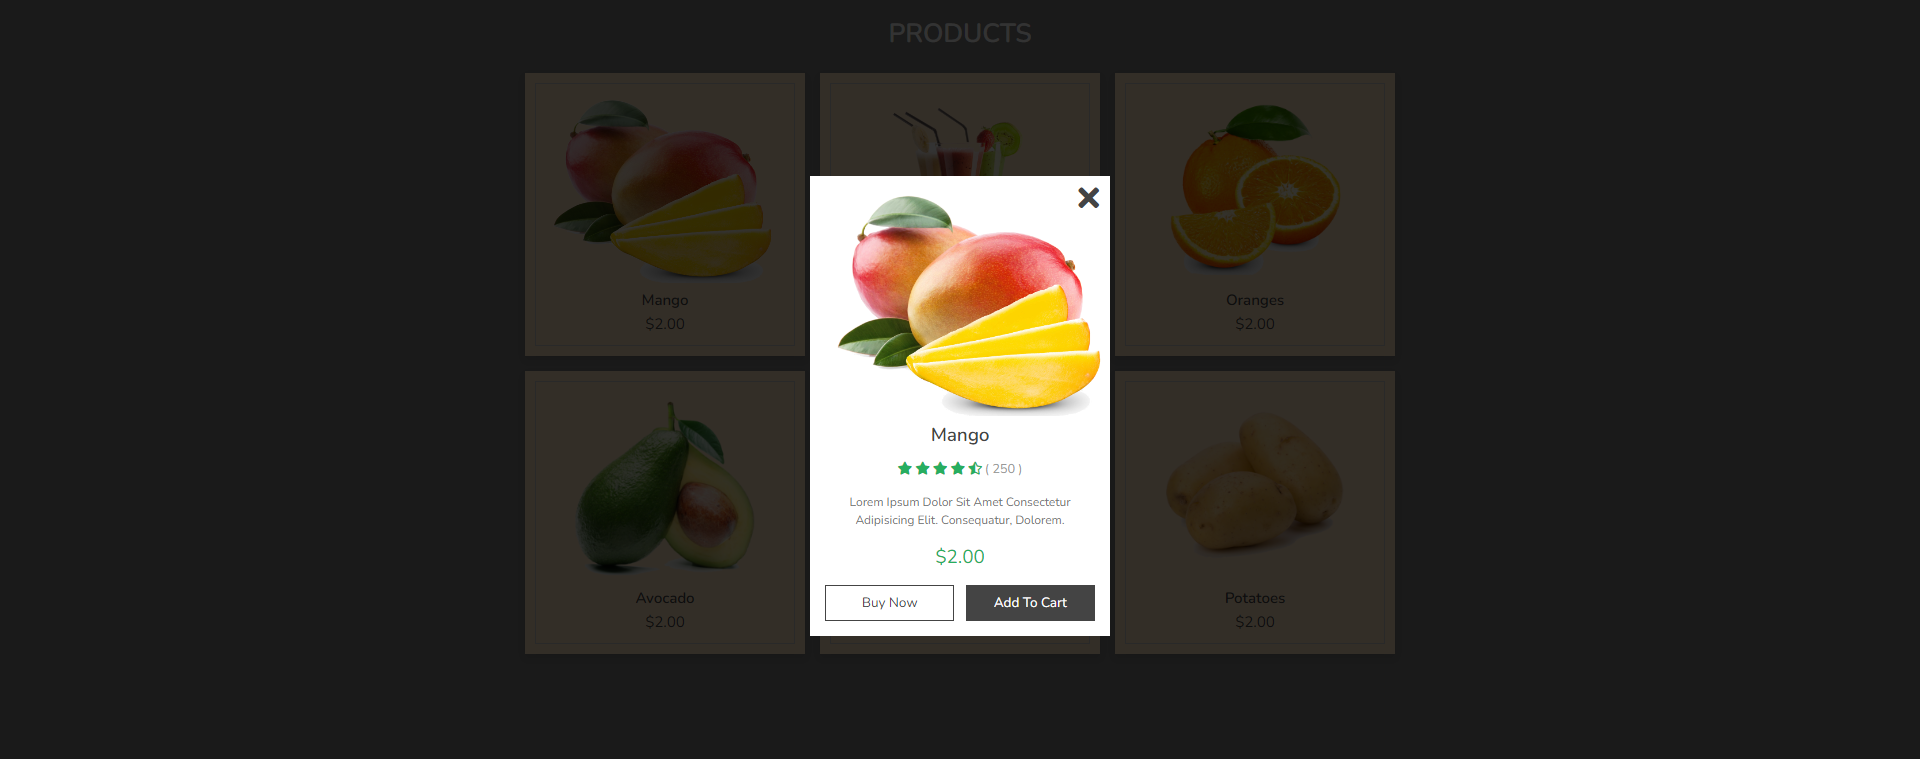 PRODUCTS
Mango
$2.00
Oranges
$2.00
Mango
( 250 )
Lorem Ipsum Dolor Sit Amet Consectetur
Adipisicing Elit. Consequatur, Dolorem.
$2.00
Buy Now
Add To Cart
Avocado
$2.00
Potatoes
$2.00